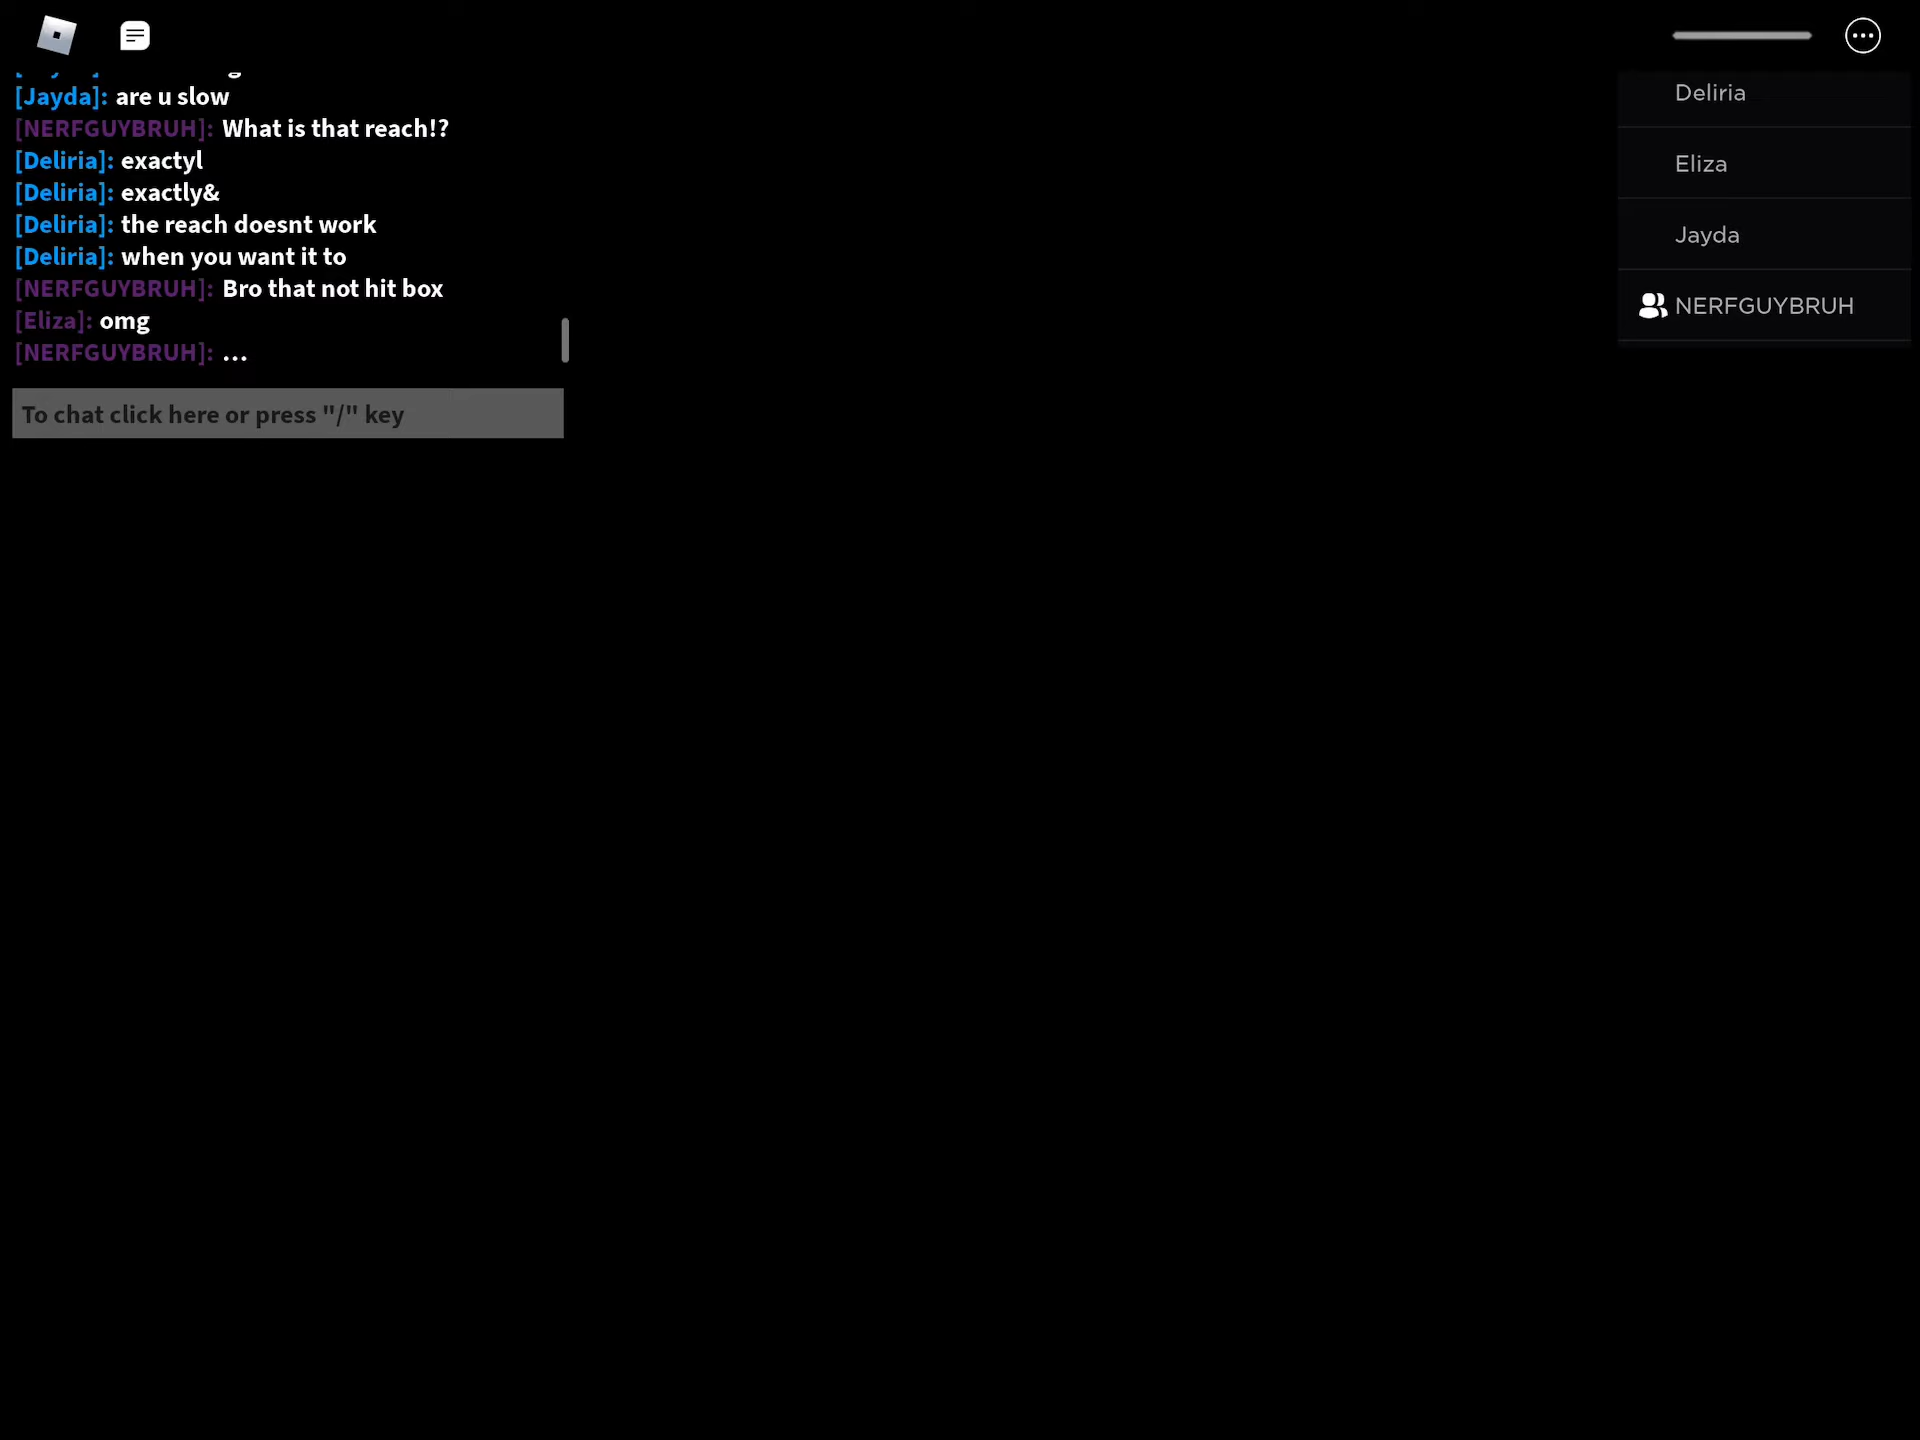 [Jayda]: are u slow
[NERFGUYBRUH]: What is that reach!?
[Deliria]: exactyl
[Deliria]: exactly&
[Deliria]: the reach doesnt work
[Deliria]: when you want it to
[NERFGUYBRUH]: Bro that not hit box
[Eliza]: omg
[NERFGUYBRUH]: ...
To chat click here or press "/" key
Deliria
Eliza
Jayda
NERFGUYBRUH